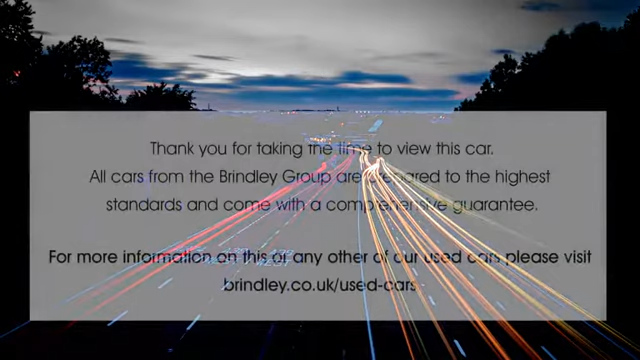 Thank you for taking the time to view this car.
All cars from the Brindley Group are prepared to the highest
standards and come with a comprehensive guarantee.
For more information on this or any other of our used cars please visit
brindley.co.uk/used-cars